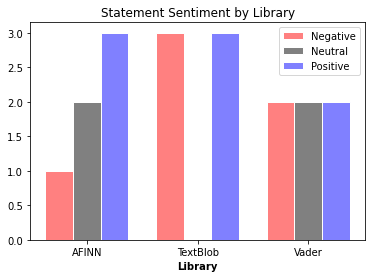 Statement Sentiment by Library
Negative
Neutral
Positive
3.0
2.5
2.0
1.5
1.0
0.5
0.0
AFINN TextBlob Vader
Library